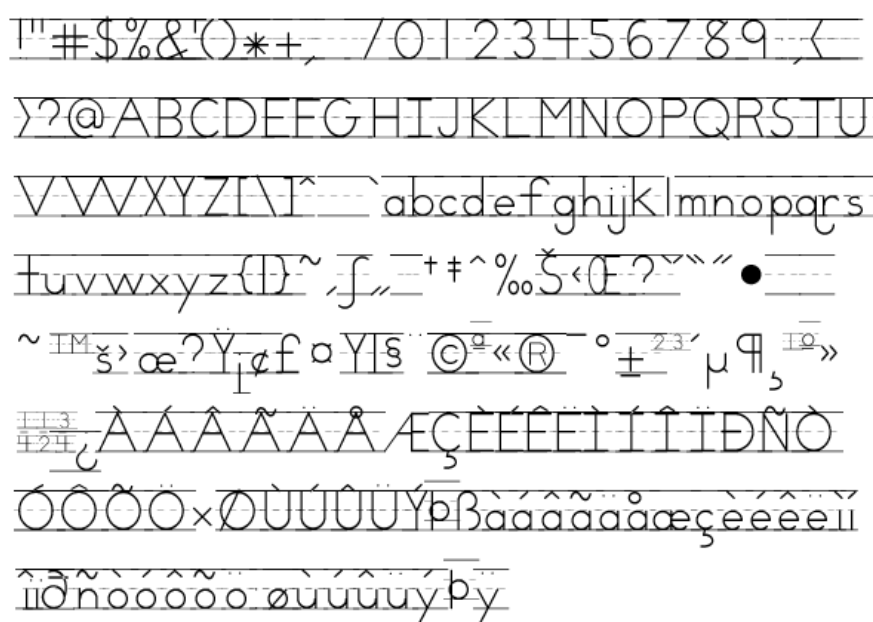 !"#$%&'()*+, /0123456789 ,<
>?@ABCDEFGHIJKLMNOPQRSTU
VWXYZ[\]^ `abcdefghijklmnopqrs
tuvwxyz{|}~ ‚ƒ„ †‡ˆ‰Š‹Œ?˘“˝•
~™š›œ?Ÿ¡¢£¤¥¦§¨©ª«®¯°±²³´µ¶¸¹º»
¼½¾¿ÀÁÂÃÄÅÆÇÈÉÊËÌÍÎÏÐÑÒ
ÓÔÕÖ×ØÙÚÛÜÝÞßàáâãäåæçèéêëìí
îïðñòóôõö øùúûüýþÿ